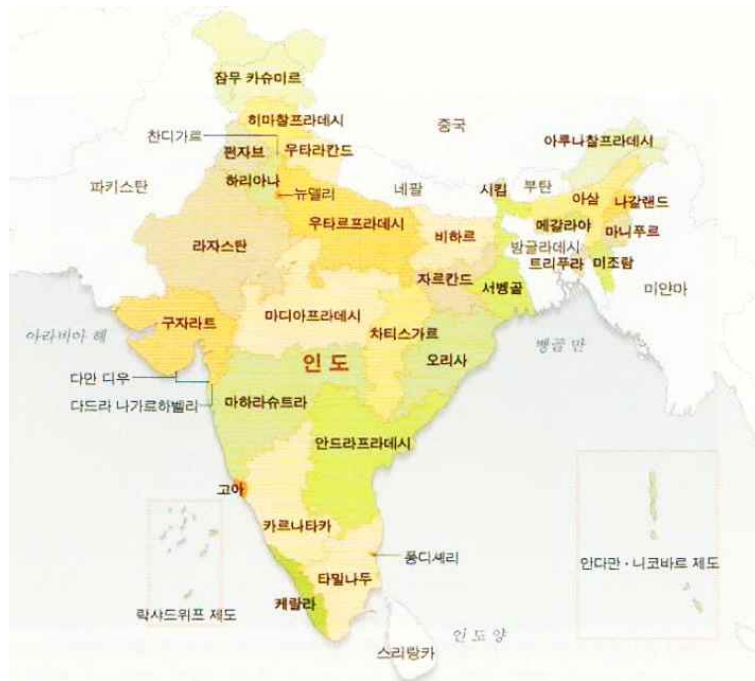 잠무 카슈미르
히마찰프라데시
중국
찬디가르
아루나찰프라데시
펀자브
우타라칸드
파키스탄
하리아나
뉴델리
네팔
시킴
부탄
아삼
나갈랜드
우타르프라데시
메갈라야
비하르
마니푸르
라자스탄
방글라데시
트리푸라
미조람
자르칸드
서벵골
미얀마
구자라트
마디아프라데시
차티스가르
아라비아 해
인도
오리사
벵골 만
다만 디우
다드라 나가르하벨리
마하라슈트라
안드라프라데시
고아
카르나타카
퐁디셰리
안다만·니코바르 제도
타밀나두
케랄라
락샤드위프 제도
인도양
스리랑카